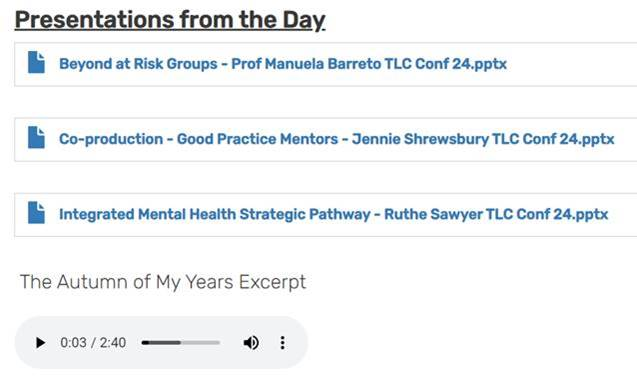 Presentations from the Day
Beyond at Risk Groups - Prof Manuela Barreto TLC Conf 24.pptx
Co-production - Good Practice Mentors - Jennie Shrewsbury TLC Conf 24.pptx
Integrated Mental Health Strategic Pathway - Ruthe Sawyer TLC Conf 24.pptx
The Autumn of My Years Excerpt
0:03 / 2:40